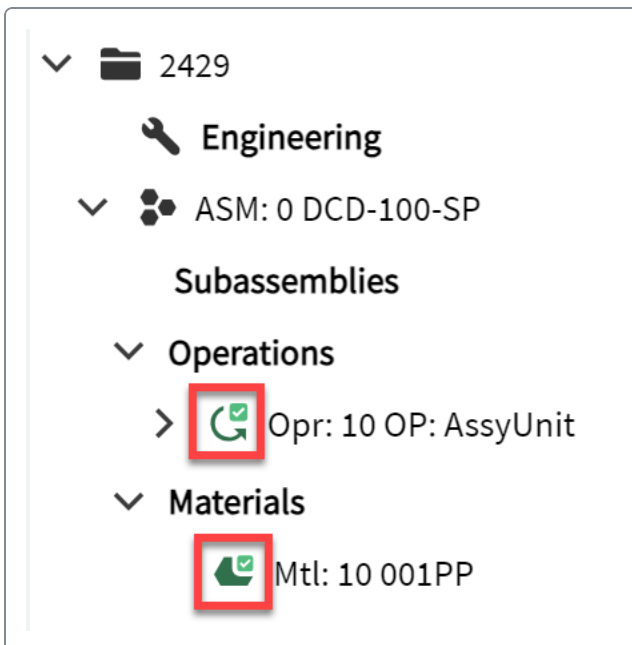 2429
Engineering
ASM: 0 DCD-100-SP
Subassemblies
Operations
Opr: 10 OP: AssyUnit
Materials
Mtl: 10 001PP